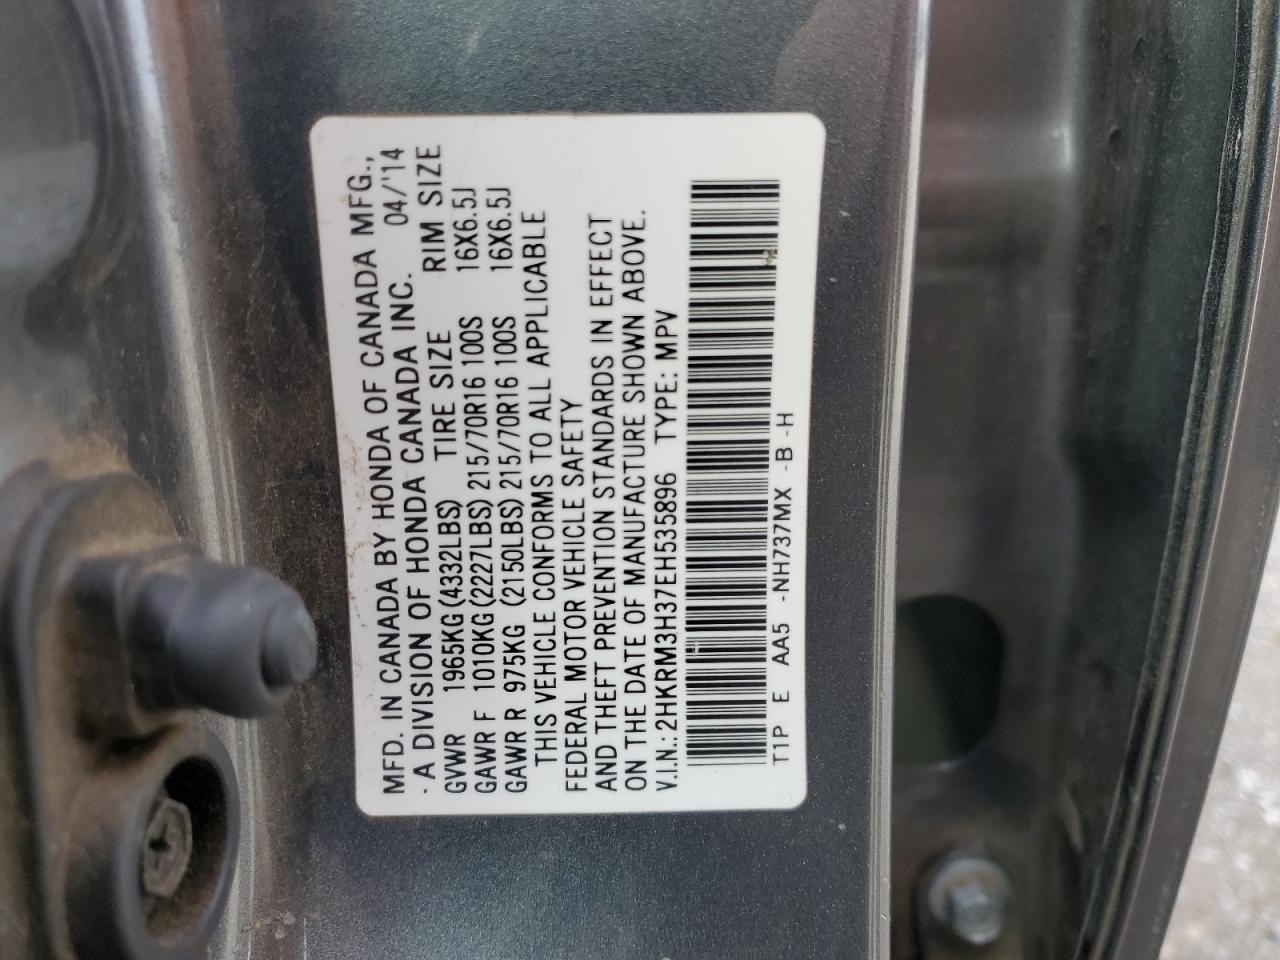 MFD. IN CANADA BY HONDA OF CANADA MFG.,
. A DIVISION OF HONDA CANADA INC. 04/'14
GVWR 1965KG(4332LBS) TIRE SIZE RIM SIZE
GAWR F 1010KG(2227LBS) 215/70R16 100S 16X6.5J
GAWR R 975KG (2150LBS) 215/70R16 100S 16X6.5J
THIS VEHICLE CONFORMS TO ALL APPLICABLE
FEDERAL MOTOR VEHICLE SAFETY
AND THEFT PREVENTION STANDARDS IN EFFECT
ON THE DATE OF MANUFACTURE SHOWN ABOVE.
V.I.N.:2HKRM3H37EH535896 TYPE: MPV
T1P E AA5 -NH737MX -B -H